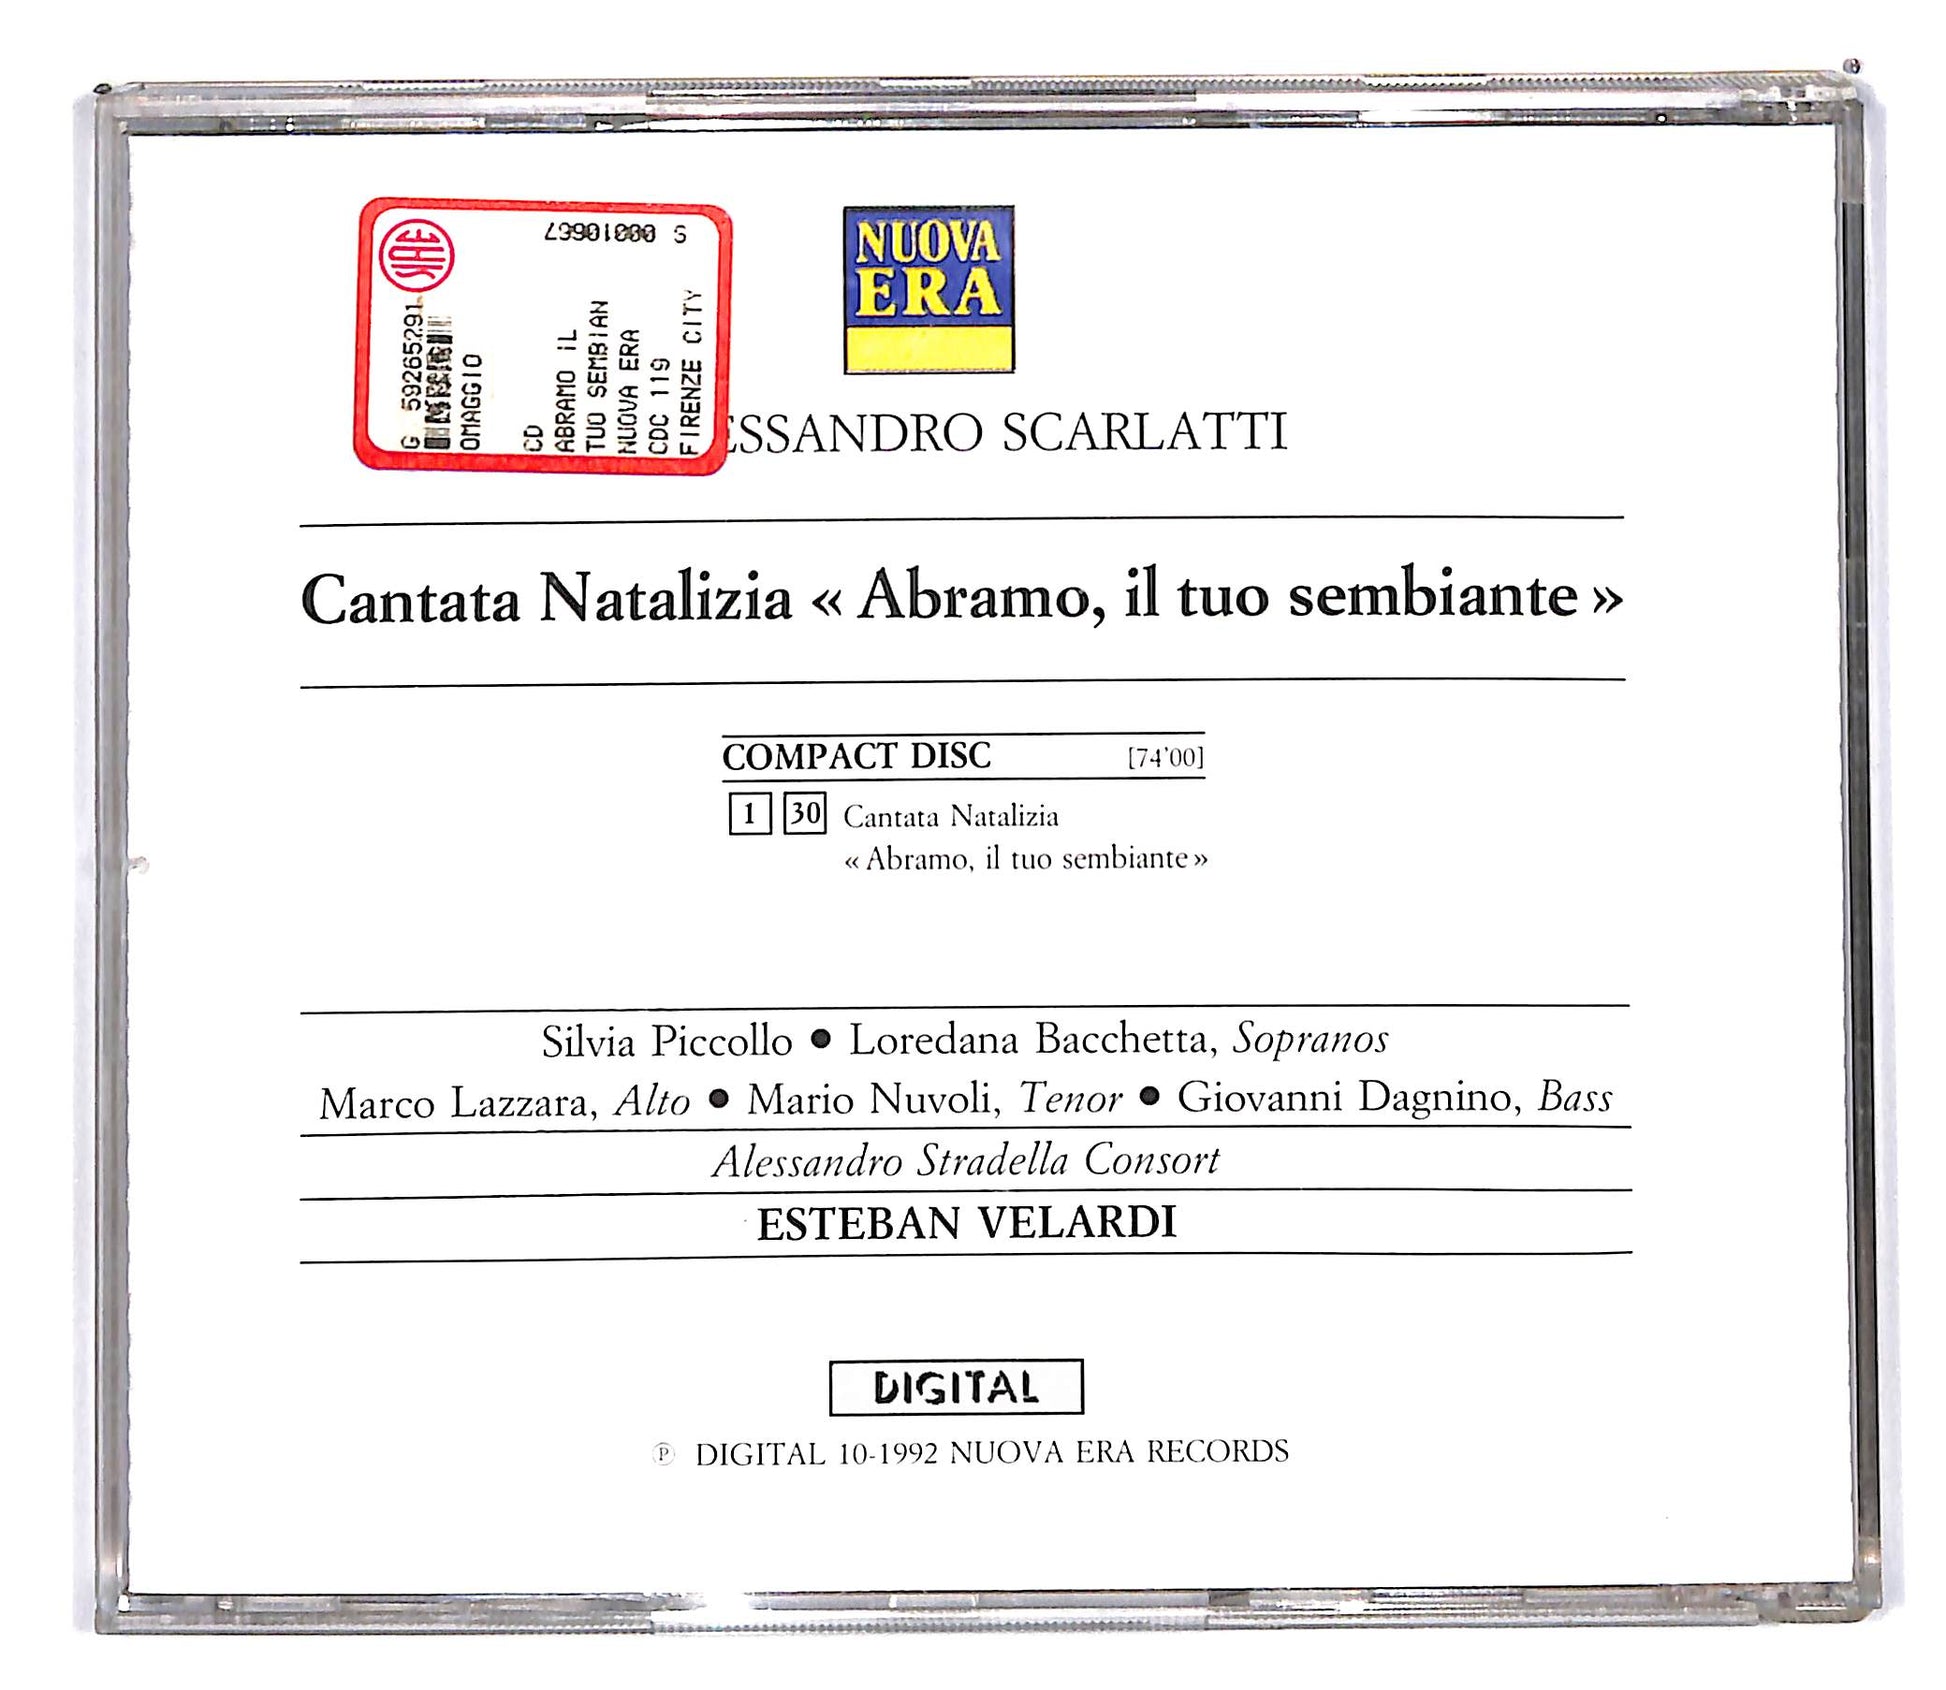 S 000106637
G 59265291
OMAGGIO
CD
ABRAMO iL
TUO SEMBIAN
NUOVA ERA
CDC 119
FIRENZE CITY
NUOVA
ERA
ESSANDRO SCARLATTI
Cantata Natalizia « Abramo, il tuo sembiante »
COMPACT DISC [74'00]
1 30 Cantata Natalizia
« Abramo, il tuo sembiante »
Silvia Piccollo ● Loredana Bacchetta, Sopranos
Marco Lazzara, Alto ● Mario Nuvoli, Tenor ● Giovanni Dagnino, Bass
Alessandro Stradella Consort
ESTEBAN VELARDI
DIGITAL
℗ DIGITAL 10-1992 NUOVA ERA RECORDS